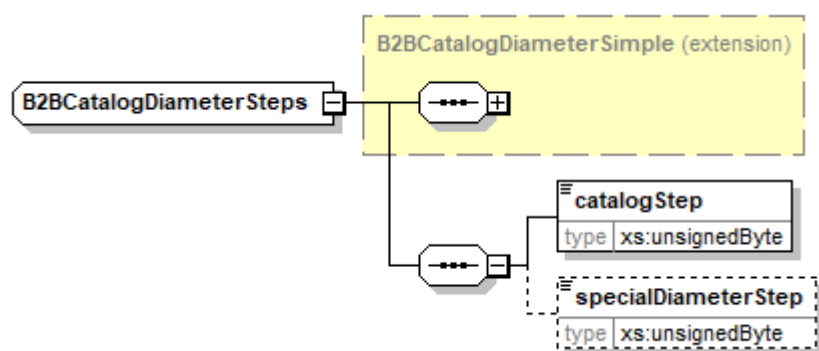 B2BCatalogDiameterSimple (extension)
B2BCatalogDiameterSteps
catalogStep
type xs:unsignedByte
specialDiameterStep
type xs:unsignedByte